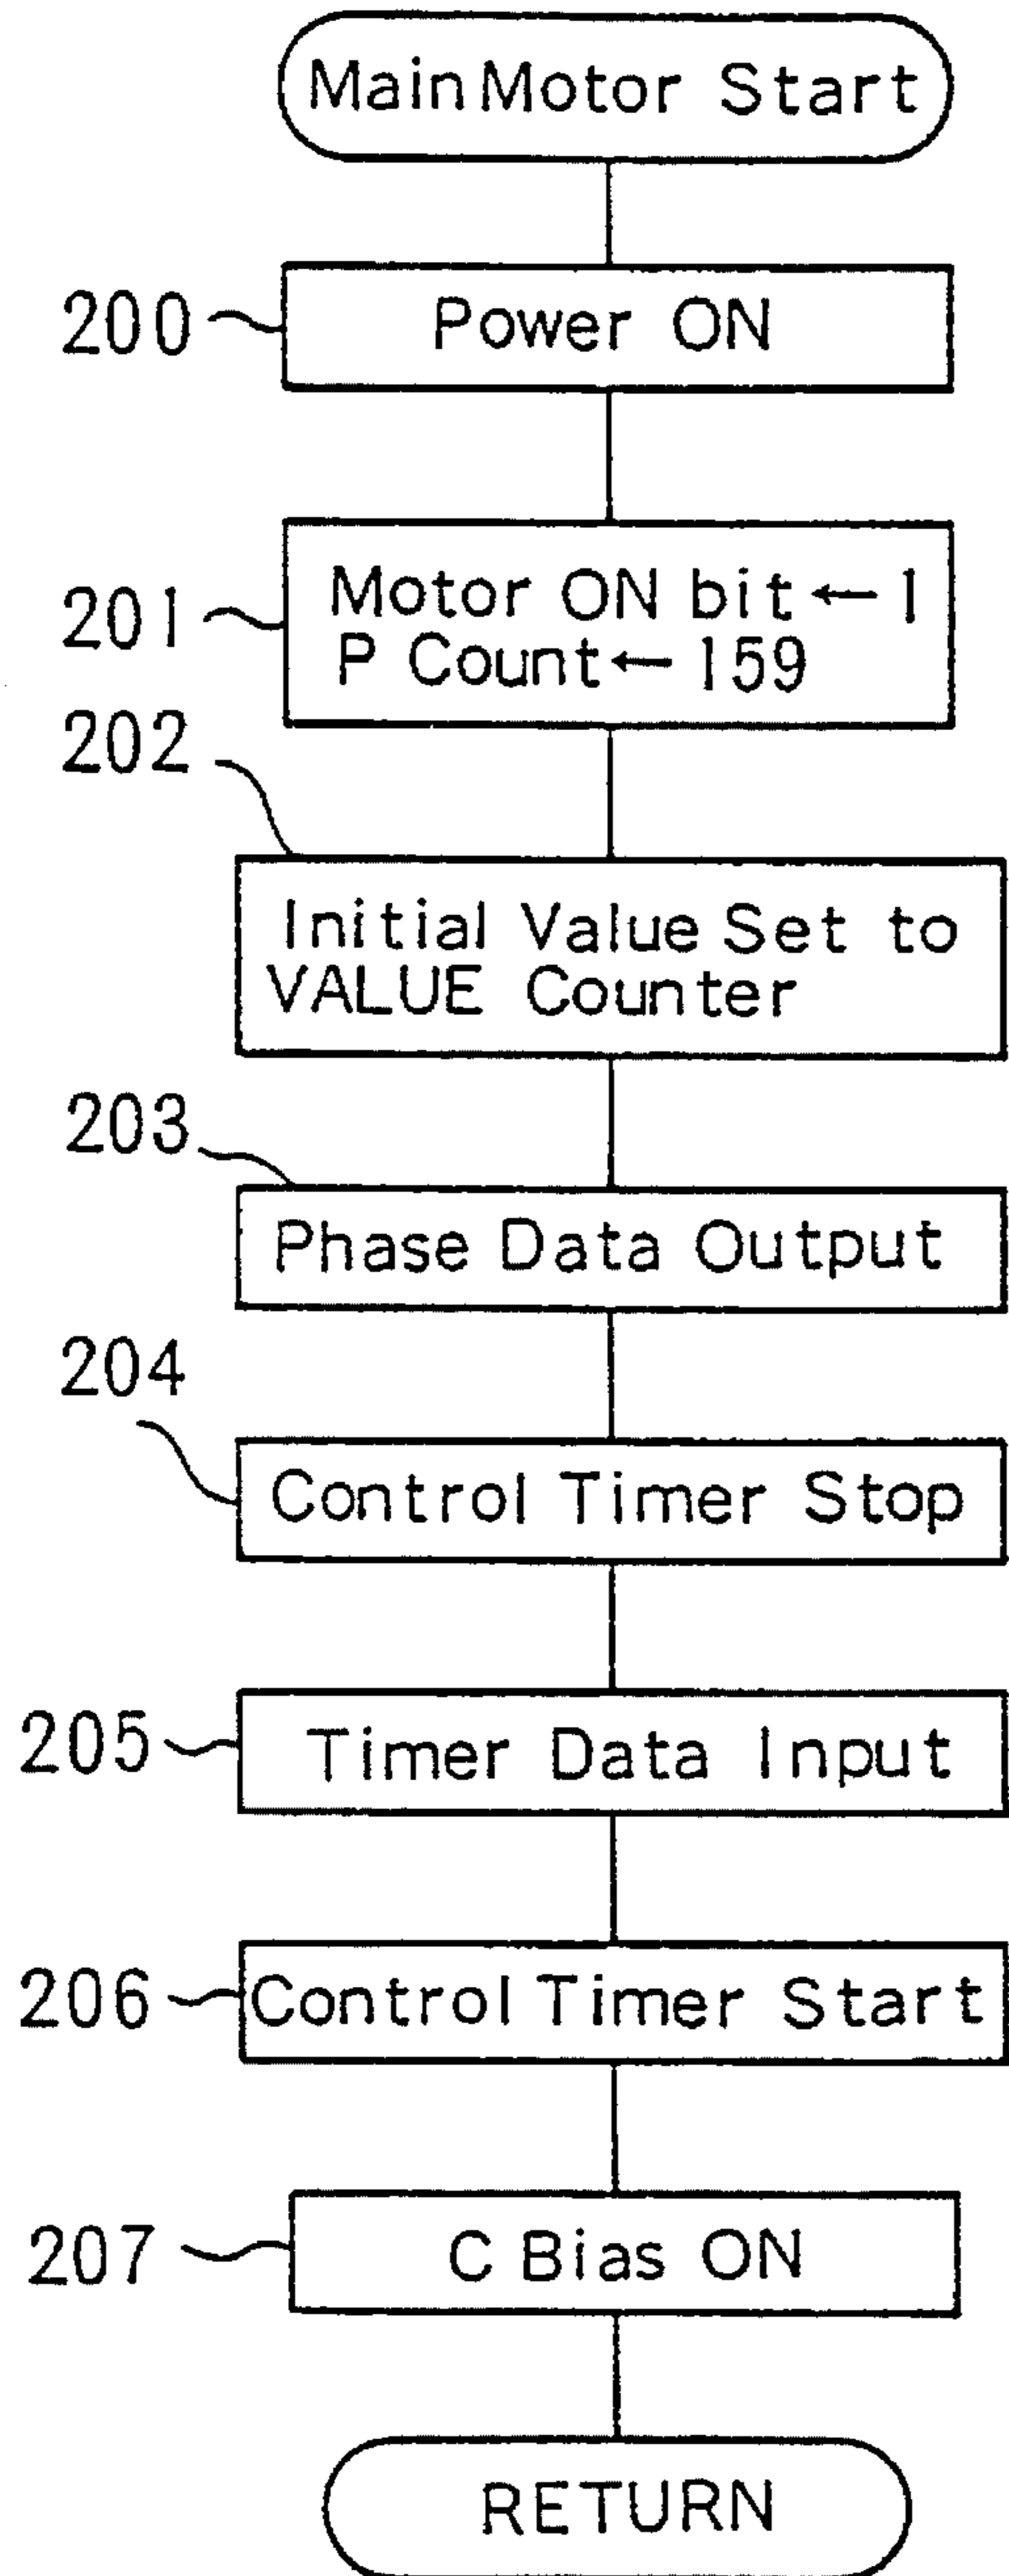 Main Motor Start
200
Power ON
201
Motor ON bit ← 1
P Count ← 159
202
Initial Value Set to
VALUE Counter
203
Phase Data Output
204
Control Timer Stop
205
Timer Data Input
206
Control Timer Start
207
C Bias ON
RETURN